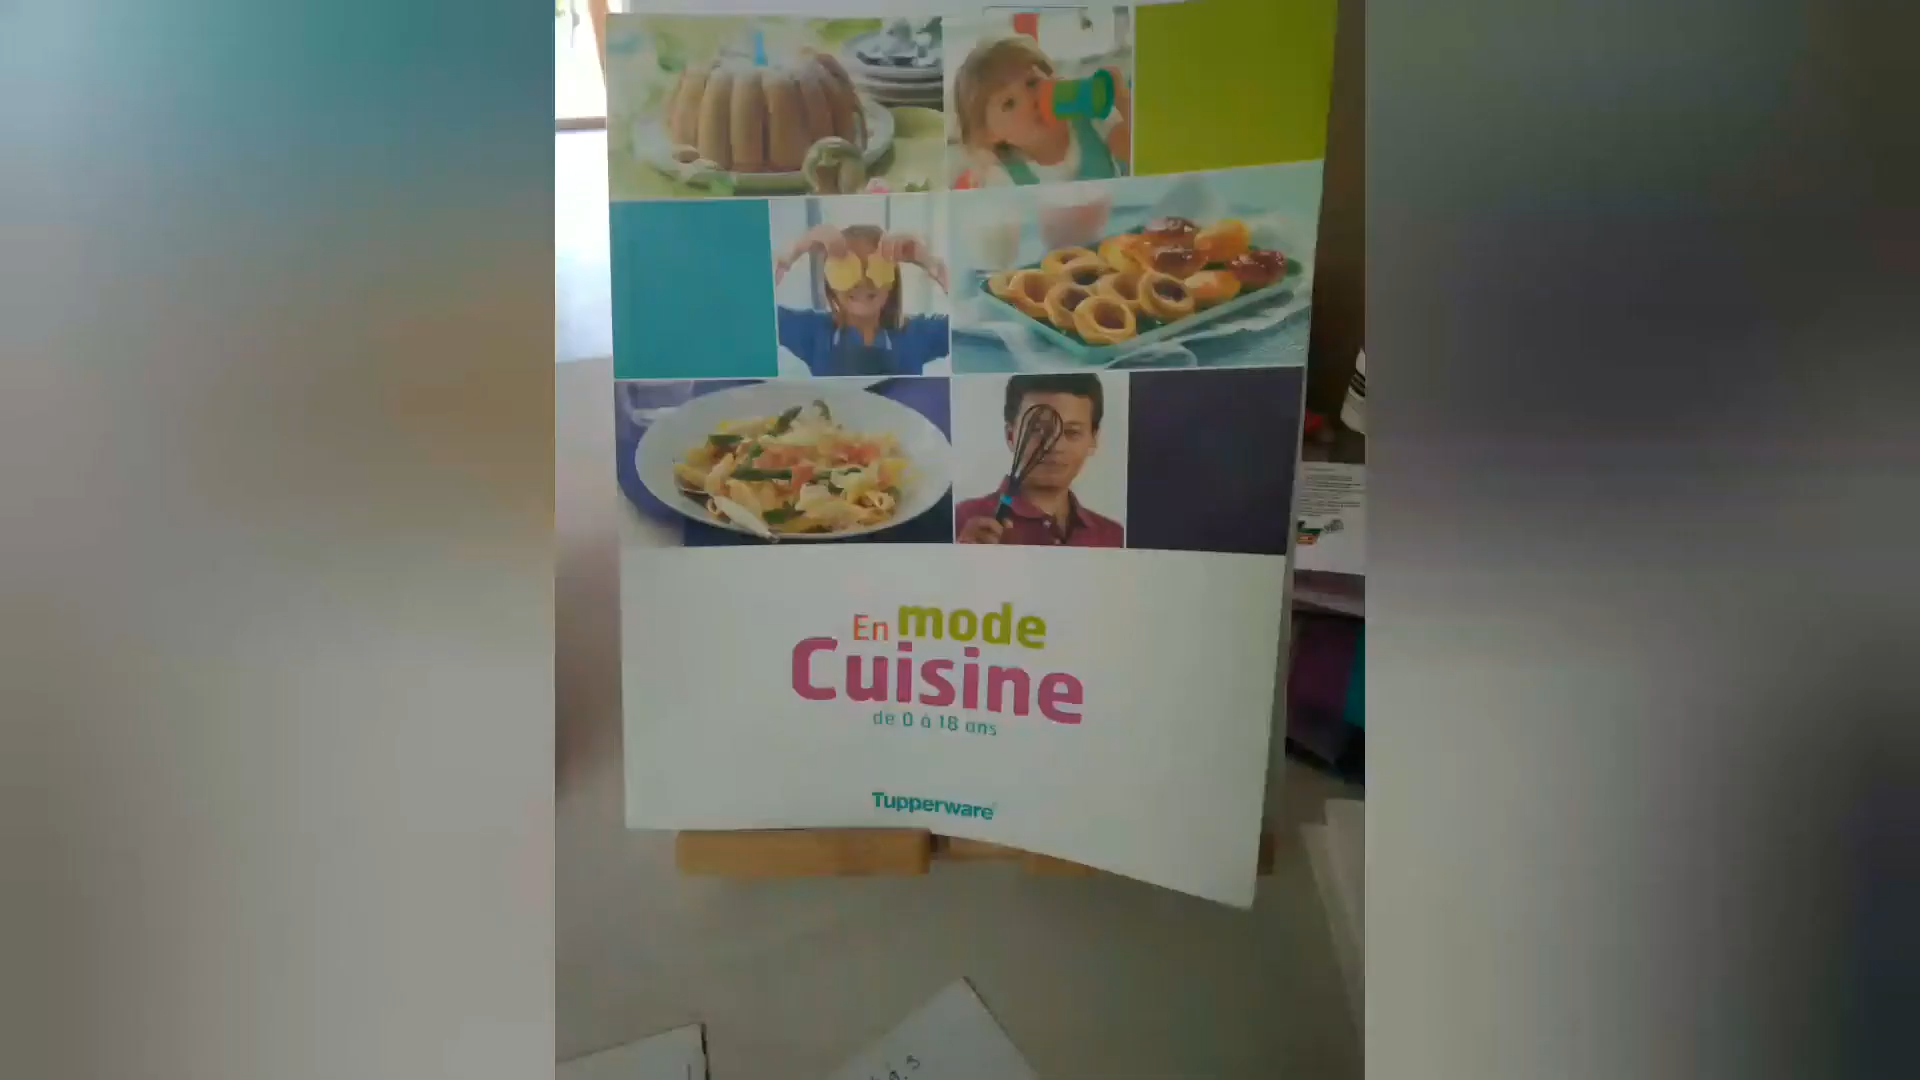 En mode
Cuisine
de 0 à 18 ans
Tupperware